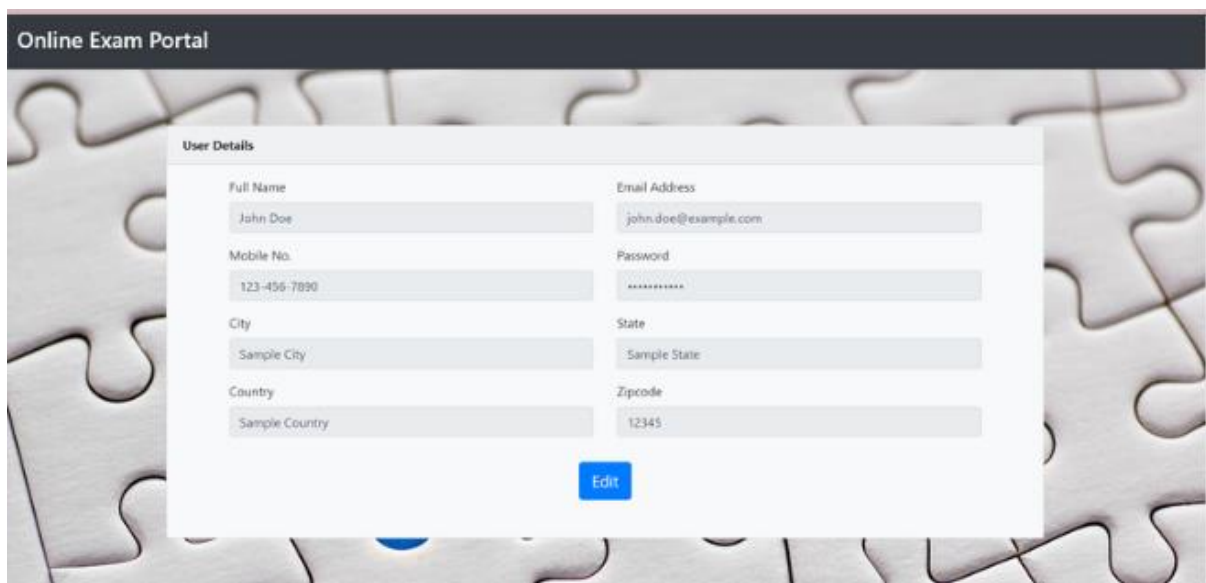 Online Exam Portal
User Details
Full Name
Email Address
John Doe
john.doe@example.com
Mobile No.
Password
123-456-7890
•••••••••••
City
State
Sample City
Sample State
Country
Zipcode
Sample Country
12345
Edit